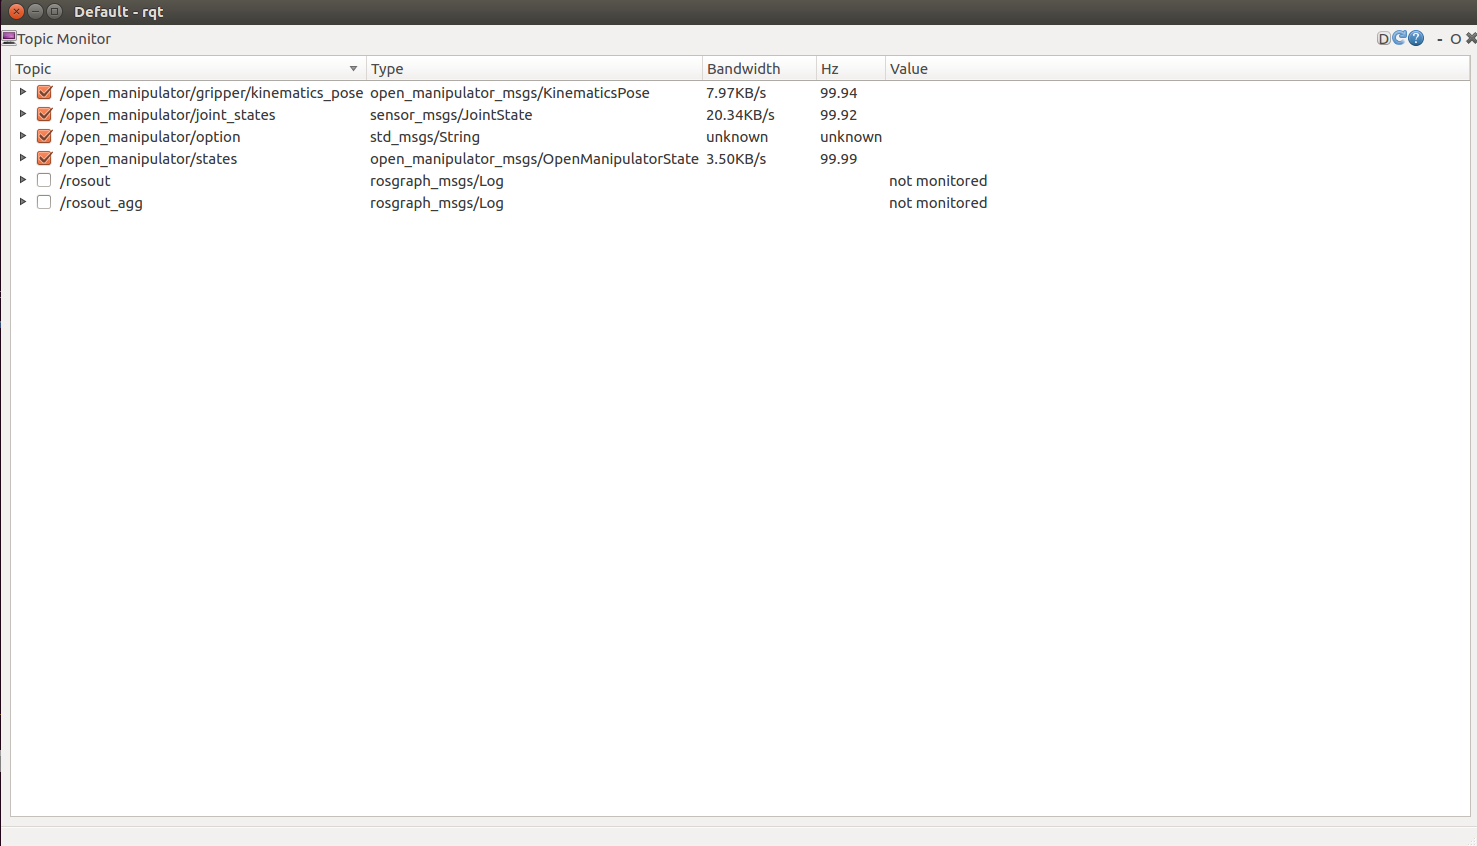 Default - rqt
Topic Monitor D ? - O
Topic Type Bandwidth Hz Value
/open_manipulator/gripper/kinematics_pose open_manipulator_msgs/KinematicsPose 7.97KB/s 99.94
/open_manipulator/joint_states sensor_msgs/JointState 20.34KB/s 99.92
/open_manipulator/option std_msgs/String unknown unknown
/open_manipulator/states open_manipulator_msgs/OpenManipulatorState 3.50KB/s 99.99
/rosout rosgraph_msgs/Log not monitored
/rosout_agg rosgraph_msgs/Log not monitored